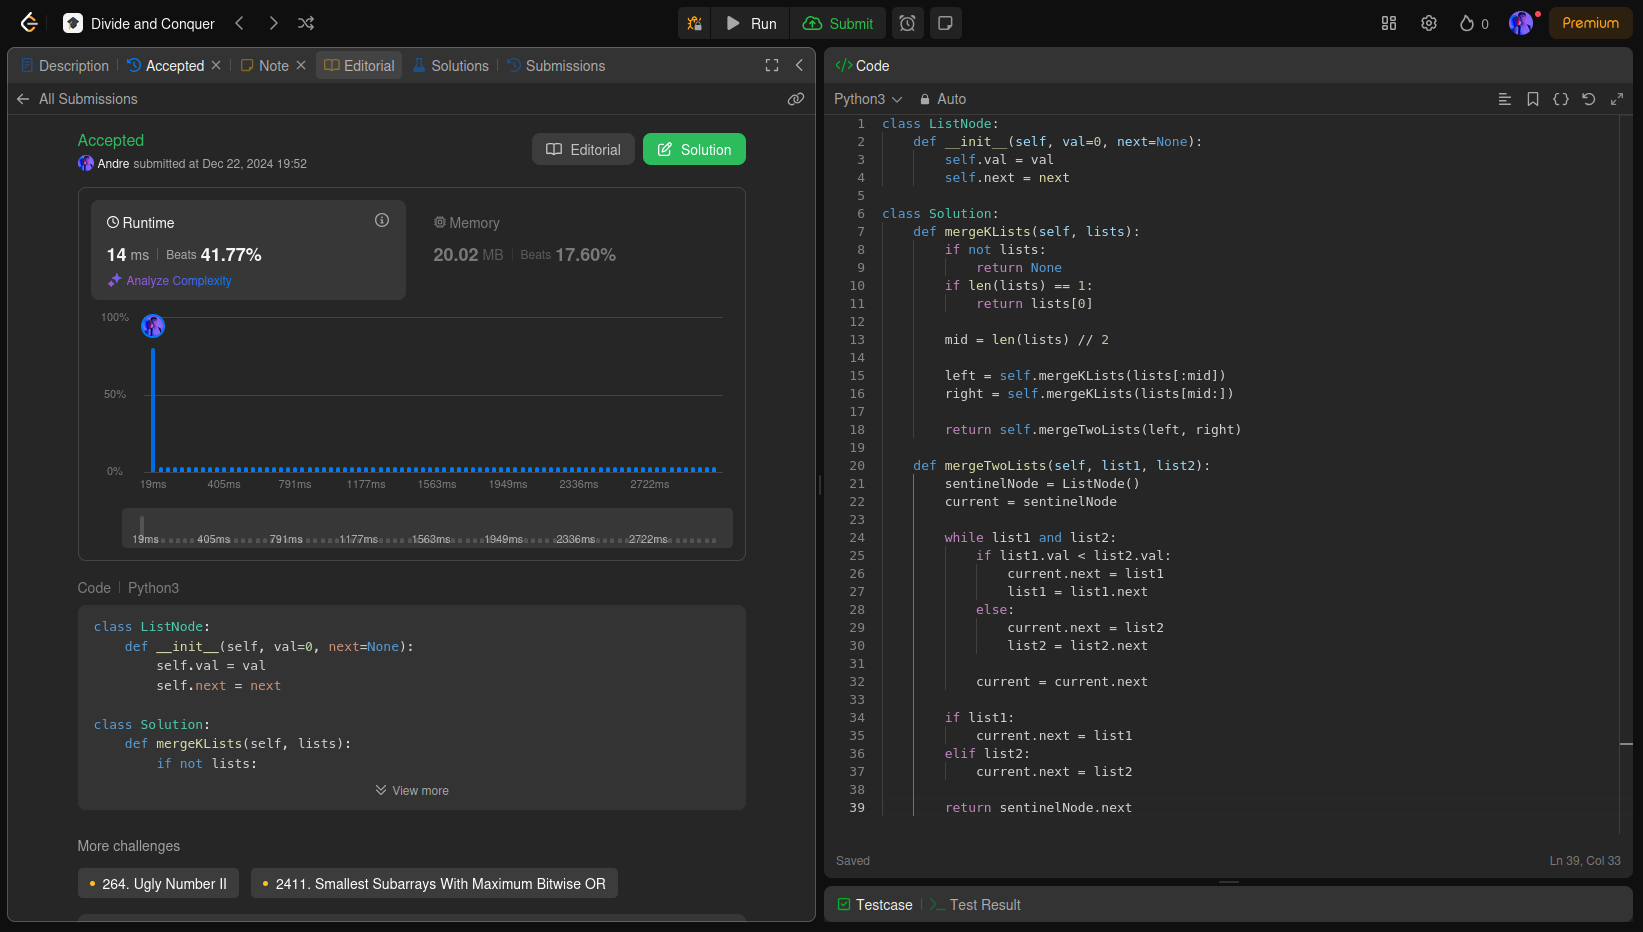 Divide and Conquer
Run
Submit
0
Premium
Description
Accepted
Note
Editorial
Solutions
Submissions
All Submissions
Accepted
Andre submitted at Dec 22, 2024 19:52
Editorial
Solution
Runtime
14 ms
Beats 41.77%
Analyze Complexity
Memory
20.02 MB
Beats 17.60%
100%
50%
0%
19ms 405ms 791ms 1177ms 1563ms 1949ms 2336ms 2722ms
19ms 405ms 791ms 1177ms 1563ms 1949ms 2336ms 2722ms
Code
Python3
class ListNode:
    def __init__(self, val=0, next=None):
        self.val = val
        self.next = next
class Solution:
    def mergeKLists(self, lists):
        if not lists:
View more
More challenges
264. Ugly Number II
2411. Smallest Subarrays With Maximum Bitwise OR
</> Code
Python3
Auto
1 class ListNode:
2     def __init__(self, val=0, next=None):
3         self.val = val
4         self.next = next
5
6 class Solution:
7     def mergeKLists(self, lists):
8         if not lists:
9             return None
10         if len(lists) == 1:
11             return lists[0]
12
13         mid = len(lists) // 2
14
15         left = self.mergeKLists(lists[:mid])
16         right = self.mergeKLists(lists[mid:])
17
18         return self.mergeTwoLists(left, right)
19
20     def mergeTwoLists(self, list1, list2):
21         sentinelNode = ListNode()
22         current = sentinelNode
23
24         while list1 and list2:
25             if list1.val < list2.val:
26                 current.next = list1
27                 list1 = list1.next
28             else:
29                 current.next = list2
30                 list2 = list2.next
31
32             current = current.next
33
34         if list1:
35             current.next = list1
36         elif list2:
37             current.next = list2
38
39         return sentinelNode.next
Saved
Ln 39, Col 33
Testcase
Test Result